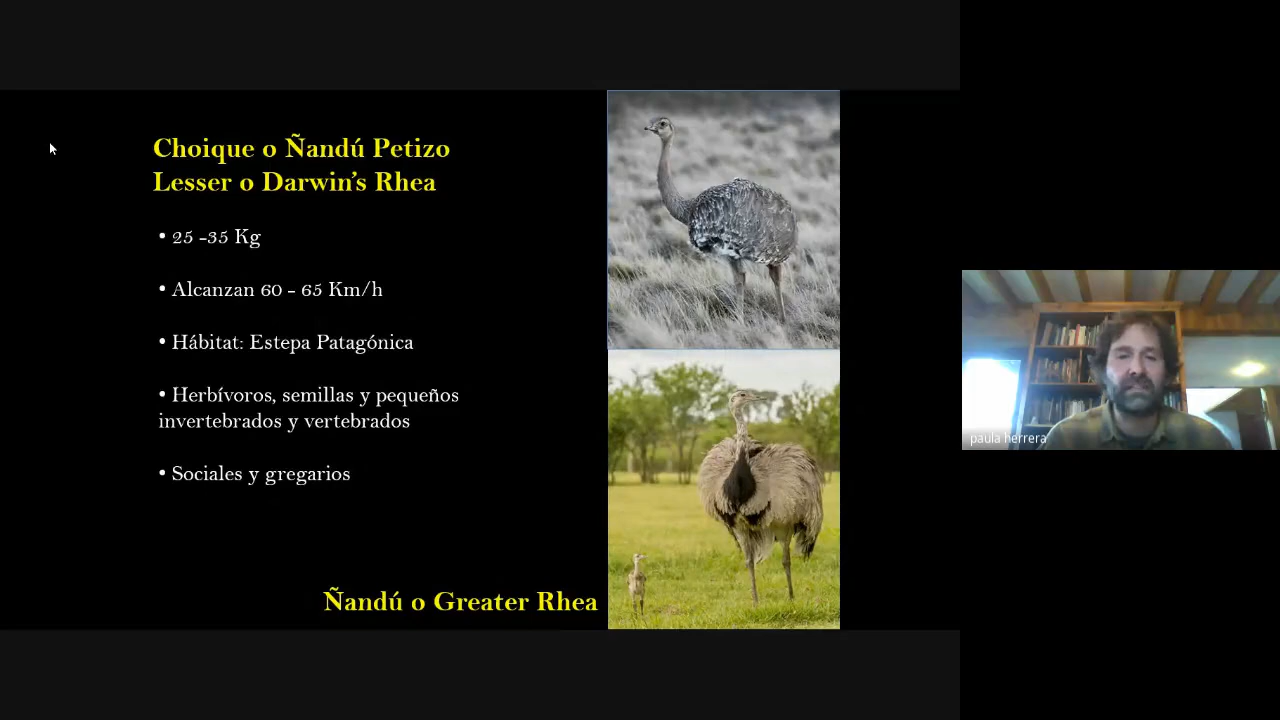 Choique o Ñandú Petizo
Lesser o Darwin's Rhea
• 25 -35 Kg
• Alcanzan 60 - 65 Km/h
• Hábitat: Estepa Patagónica
• Herbívoros, semillas y pequeños
invertebrados y vertebrados
• Sociales y gregarios
Ñandú o Greater Rhea
paula herrera